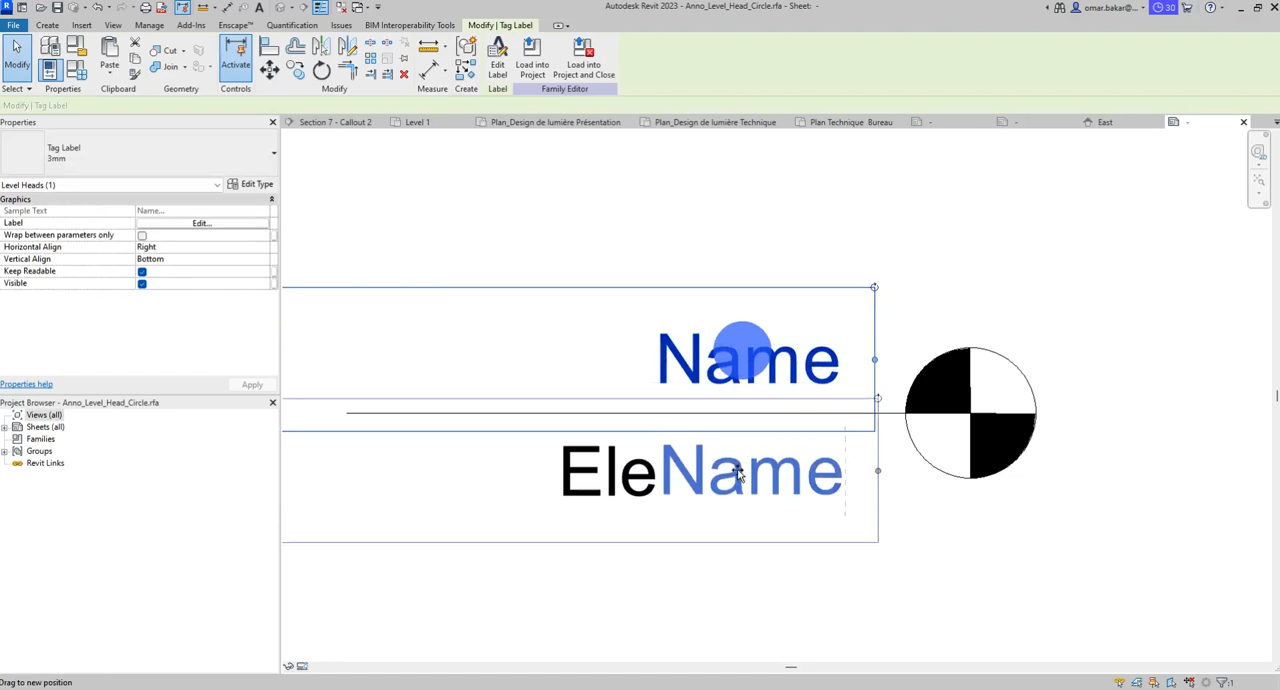 Autodesk Revit 2023 - Anno_Level_Head_Circle.rfa - Sheet: -
omar.bakar@...
30
File Create Insert View Manage Add-Ins Enscape™ Quantification Issues BIM Interoperability Tools Modify | Tag Label
Modify Paste Cut Join Activate Edit Label Load into Project Load into Project and Close
Select Properties Clipboard Geometry Controls Modify Measure Create Label Family Editor
Modify | Tag Label
Properties
Section 7 - Callout 2 Level 1 Plan_Design de lumière Présentation Plan_Design de lumière Technique Plan Technique Bureau - - East -
Tag Label
3mm
Level Heads (1) Edit Type
Graphics
Sample Text Name...
Label Edit...
Wrap between parameters only
Horizontal Align Right
Vertical Align Bottom
Keep Readable
Visible
Name
EleName
Properties help Apply
Project Browser - Anno_Level_Head_Circle.rfa
Views (all)
Sheets (all)
Families
Groups
Revit Links
Drag to new position
:1